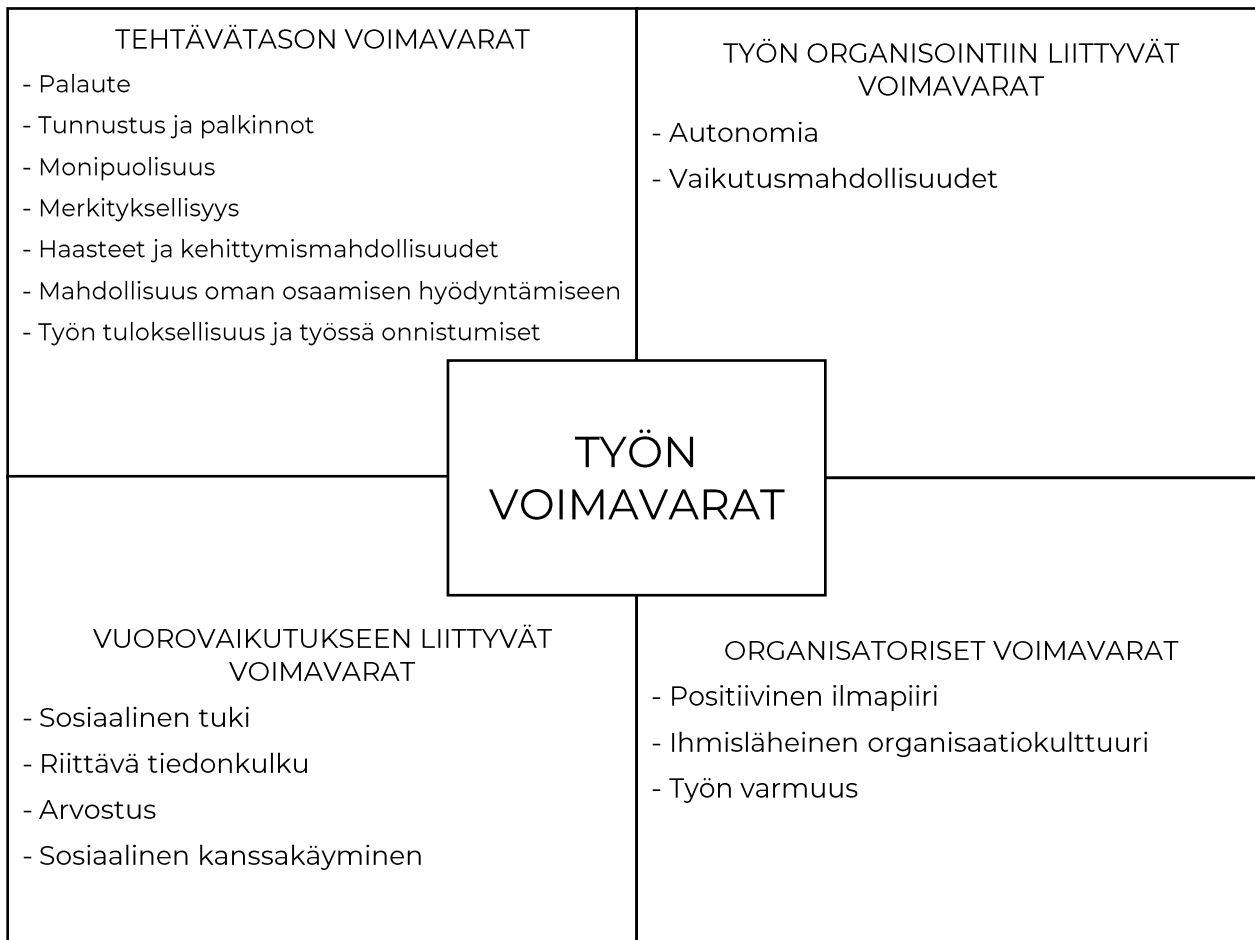 TEHTÄVÄTASON VOIMAVARAT
- Palaute
- Tunnustus ja palkinnot
- Monipuolisuus
- Merkityksellisyys
- Haasteet ja kehittymismahdollisuudet
- Mahdollisuus oman osaamisen hyödyntämiseen
- Työn tuloksellisuus ja työssä onnistumiset
TYÖN ORGANISOINTIIN LIITTYVÄT
VOIMAVARAT
- Autonomia
- Vaikutusmahdollisuudet
TYÖN
VOIMAVARAT
VUOROVAIKUTUKSEEN LIITTYVÄT
VOIMAVARAT
- Sosiaalinen tuki
- Riittävä tiedonkulku
- Arvostus
- Sosiaalinen kanssakäyminen
ORGANISATORISET VOIMAVARAT
- Positiivinen ilmapiiri
- Ihmisläheinen organisaatiokulttuuri
- Työn varmuus